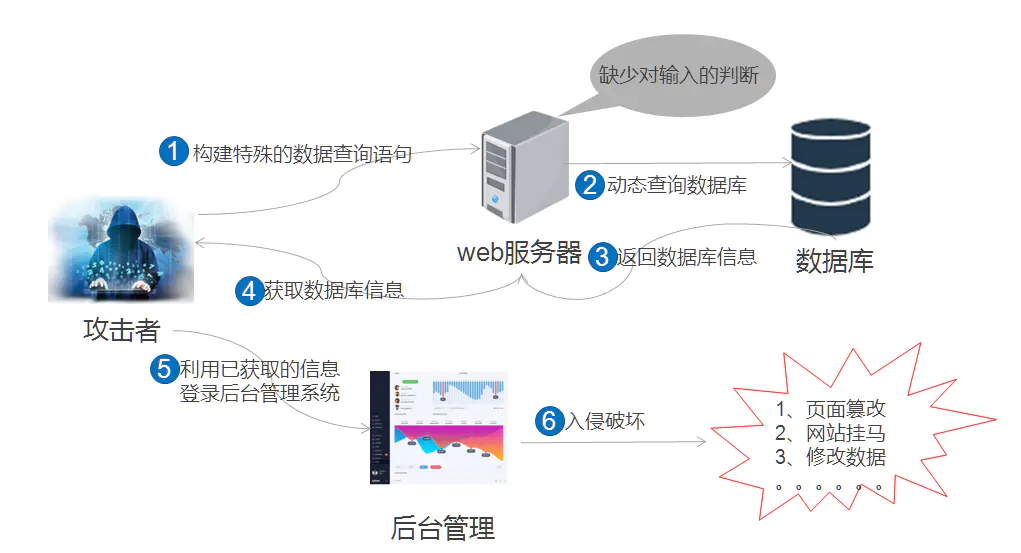 缺少对输入的判断
1 构建特殊的数据查询语句
2 动态查询数据库
web服务器
3 返回数据库信息
数据库
4 获取数据库信息
攻击者
5 利用已获取的信息
登录后台管理系统
6 入侵破坏
1、页面篡改
2、网站挂马
3、修改数据
。。。。。。
后台管理